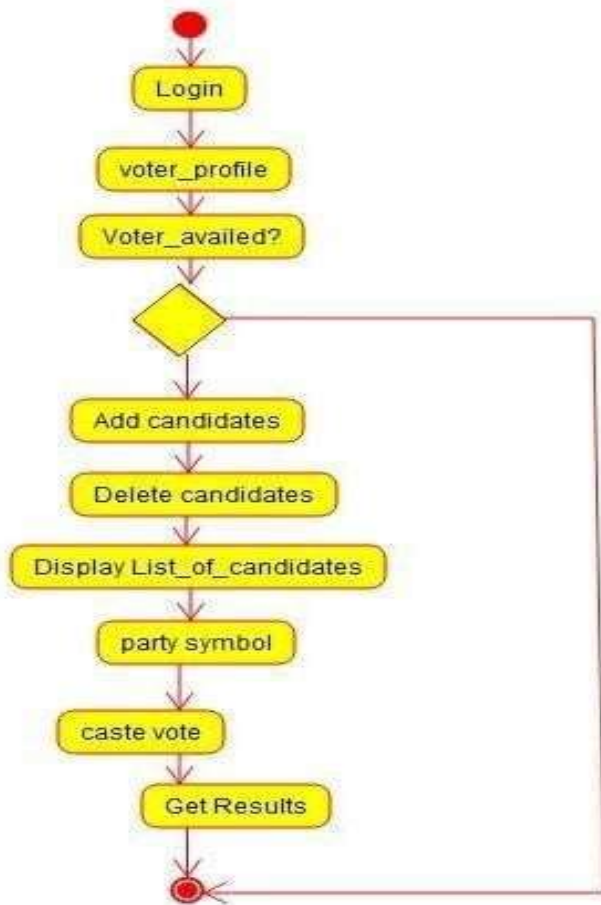 Login
voter_profile
Voter_availed?
Add candidates
Delete candidates
Display List_of_candidates
party symbol
caste vote
Get Results